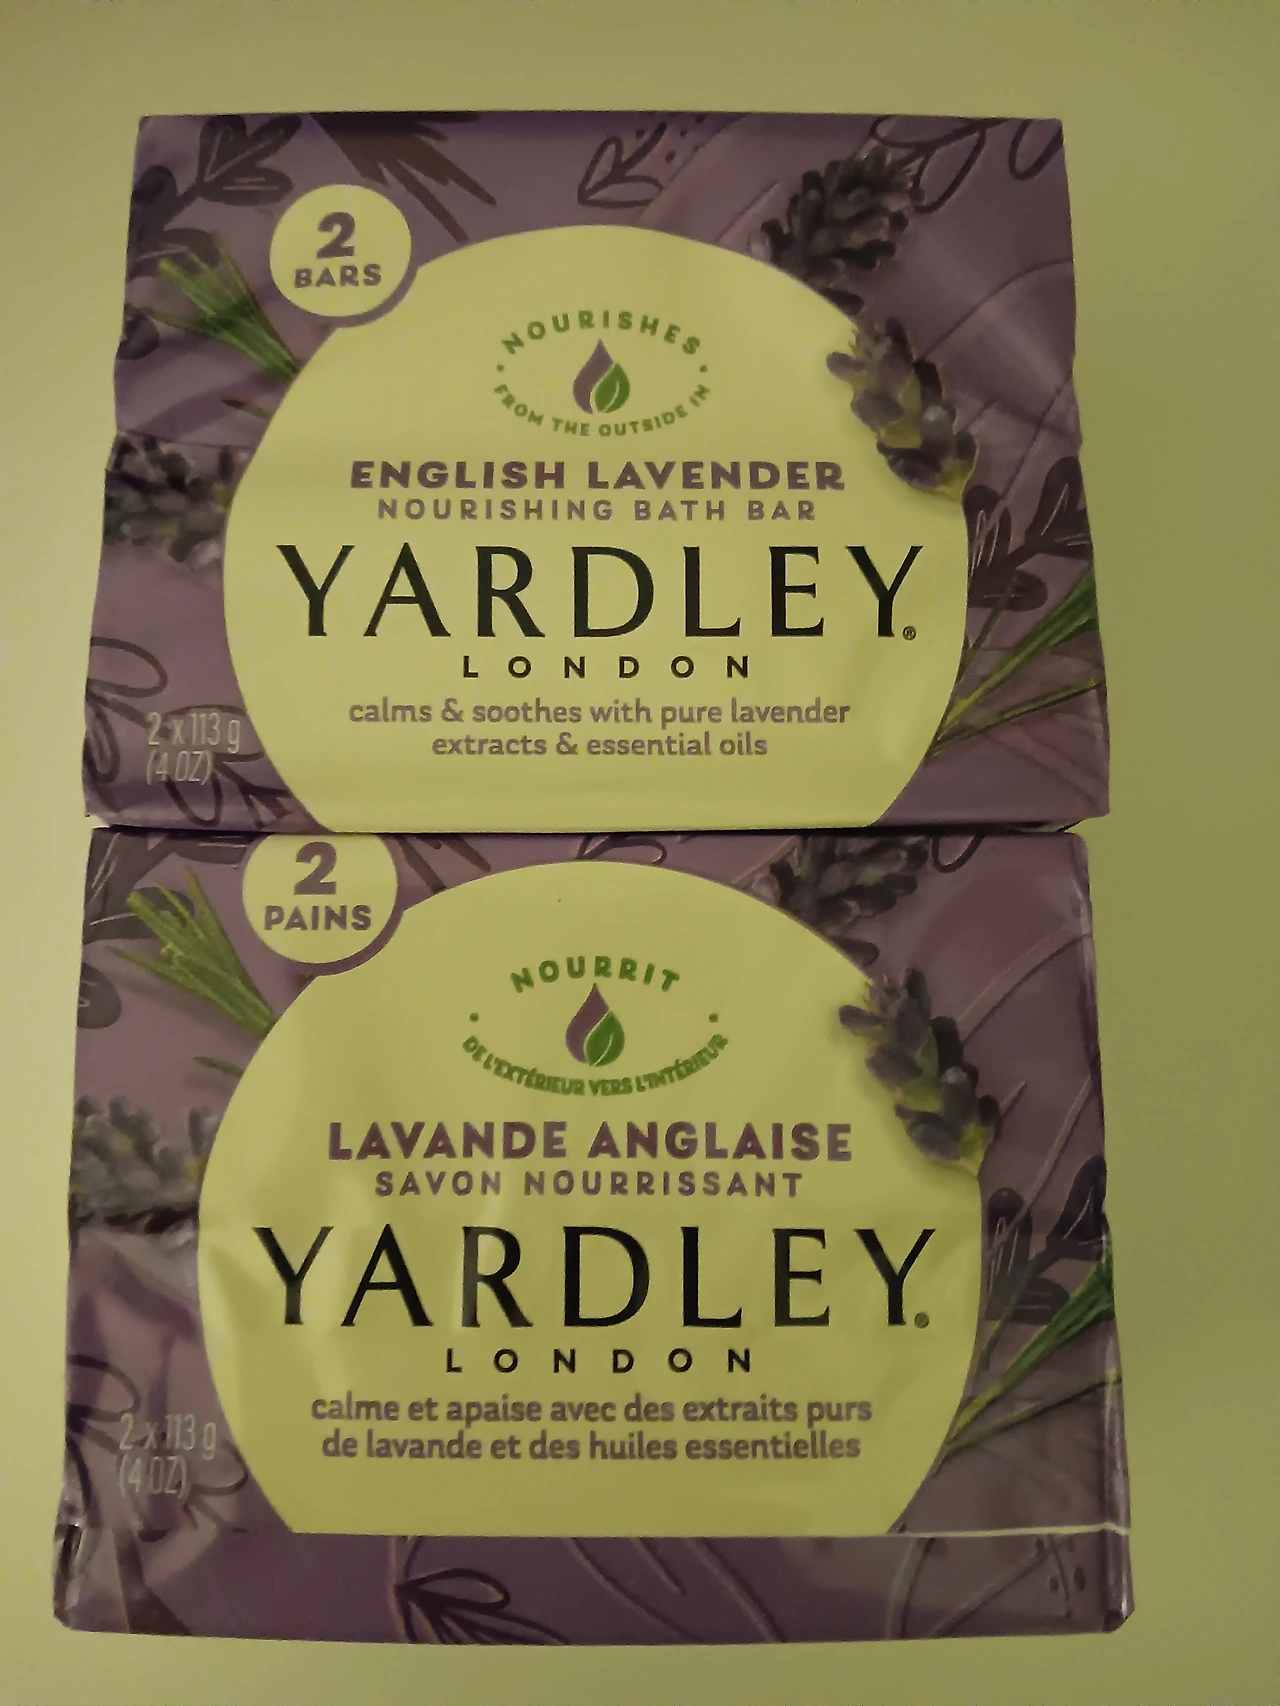 2
BARS
NOURISHES
FROM THE OUTSIDE IN
ENGLISH LAVENDER
NOURISHING BATH BAR
YARDLEY®
LONDON
calms & soothes with pure lavender
extracts & essential oils
2 x 113 g
(4 OZ)
2
PAINS
NOURRIT
DE L'EXTÉRIEUR VERS L'INTÉRIEUR
LAVANDE ANGLAISE
SAVON NOURRISSANT
YARDLEY®
LONDON
calme et apaise avec des extraits purs
de lavande et des huiles essentielles
2 x 113 g
(4 OZ)